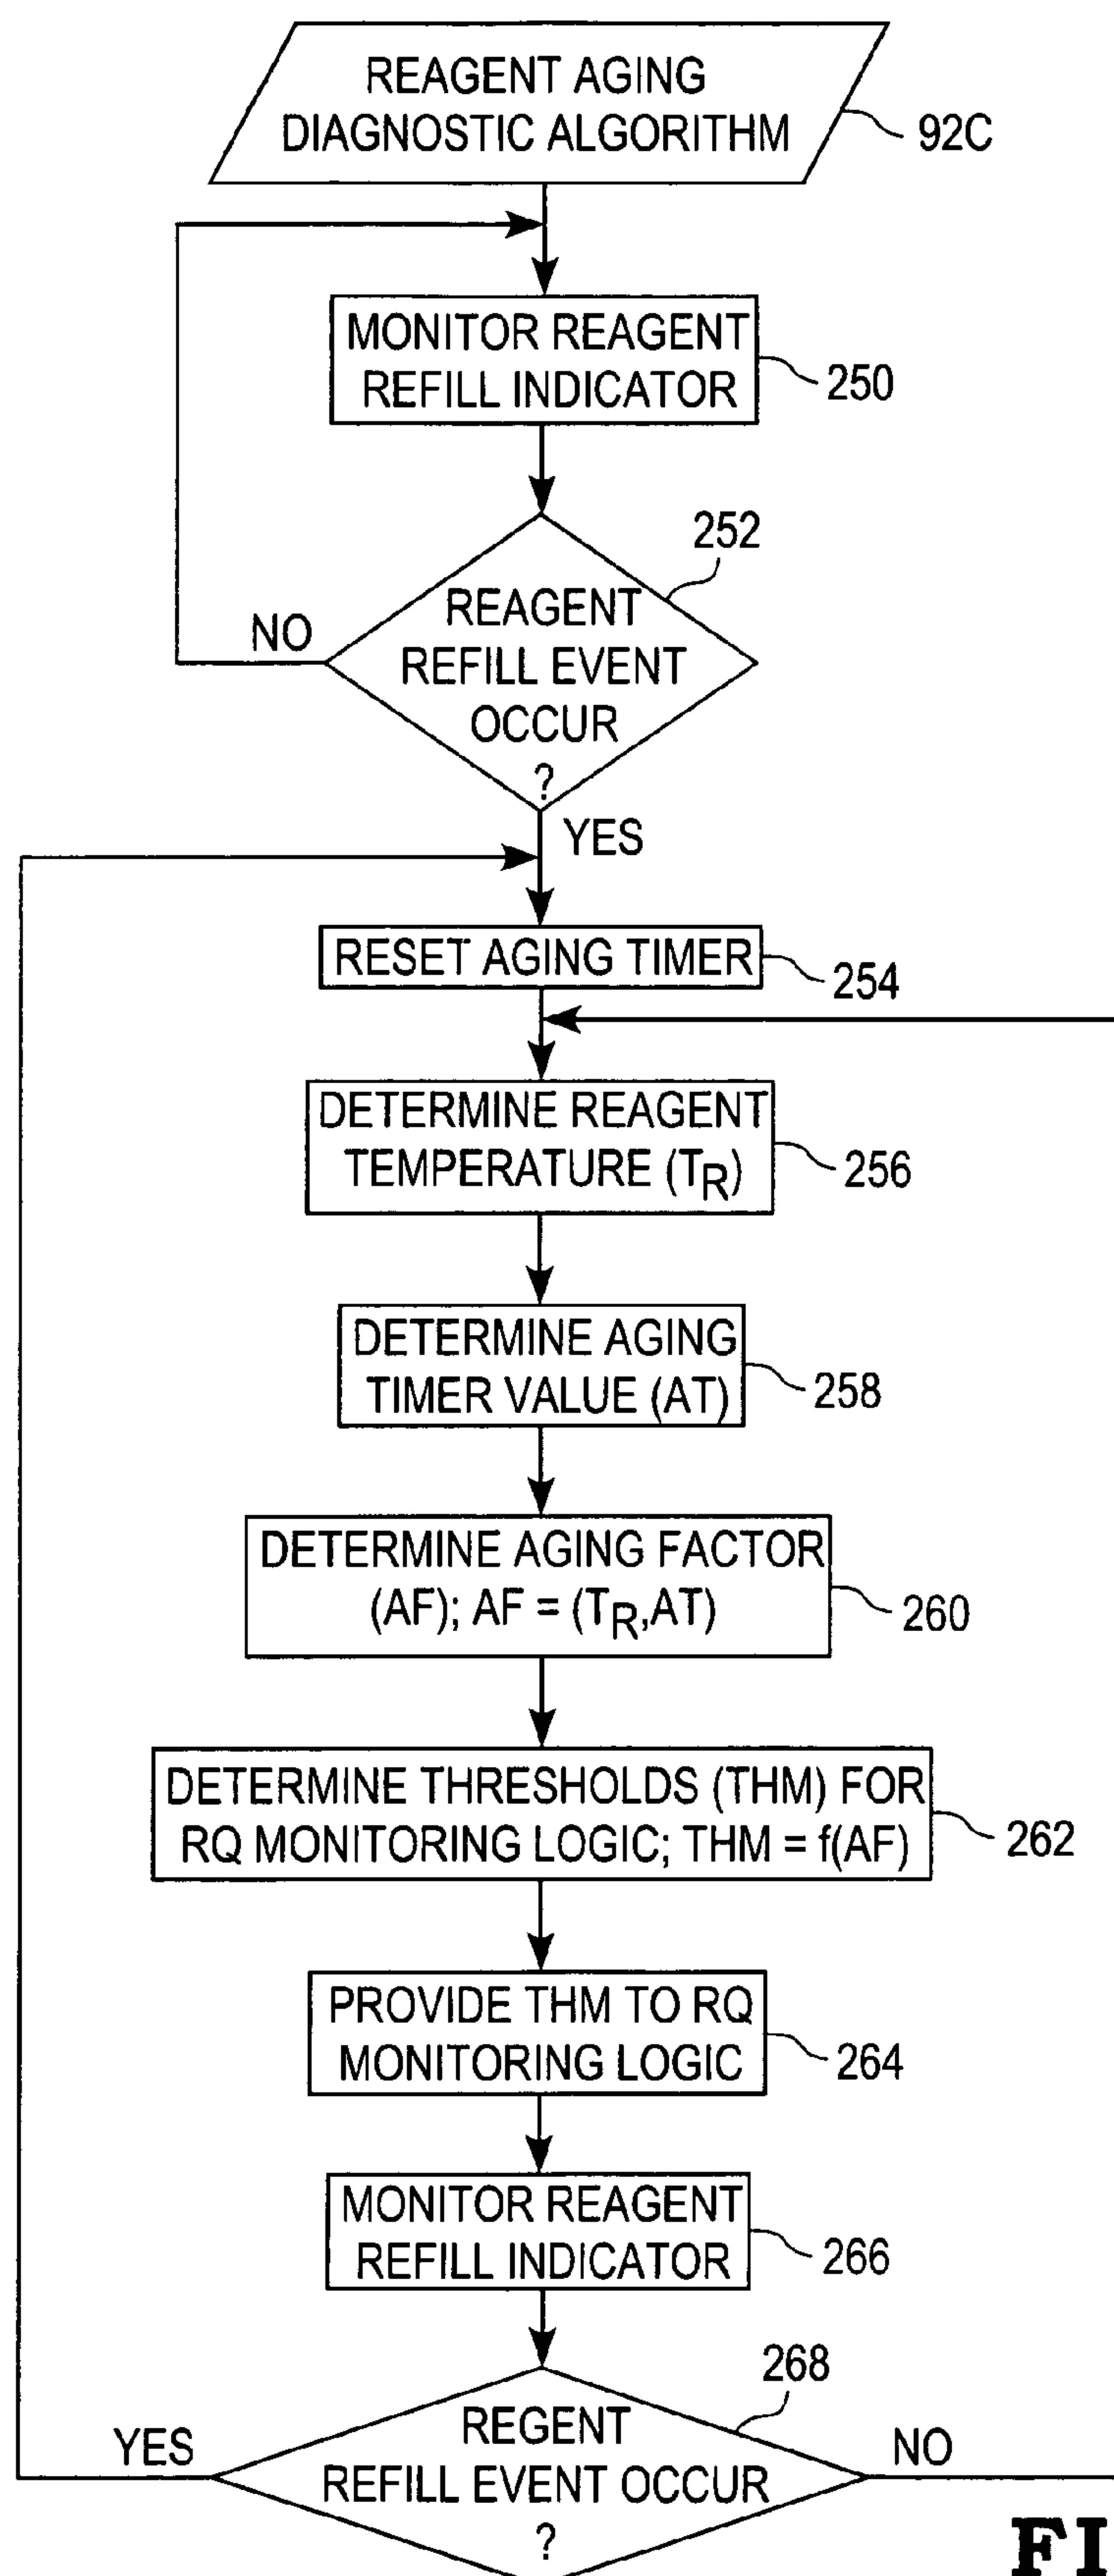 REAGENT AGING
DIAGNOSTIC ALGORITHM
92C
MONITOR REAGENT
REFILL INDICATOR
250
252
REAGENT
REFILL EVENT
OCCUR
?
NO
YES
RESET AGING TIMER
254
DETERMINE REAGENT
TEMPERATURE (TR)
256
DETERMINE AGING
TIMER VALUE (AT)
258
DETERMINE AGING FACTOR
(AF); AF = (TR,AT)
260
DETERMINE THRESHOLDS (THM) FOR
RQ MONITORING LOGIC; THM = f(AF)
262
PROVIDE THM TO RQ
MONITORING LOGIC
264
MONITOR REAGENT
REFILL INDICATOR
266
268
REGENT
REFILL EVENT OCCUR
?
YES
NO
FI